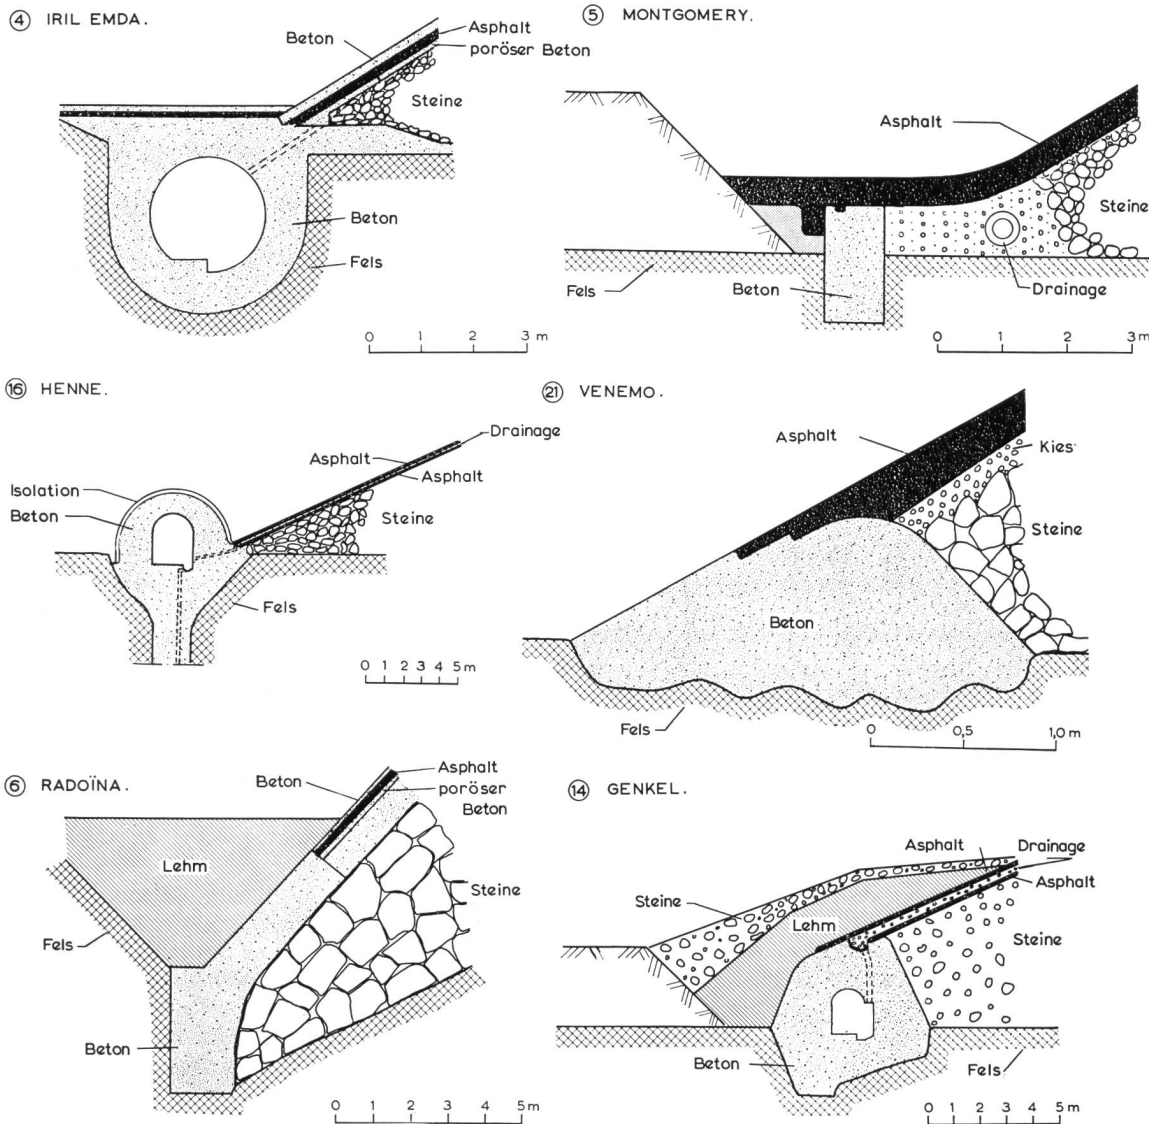 ④ IRIL EMDA.
Beton
Asphalt
poröser Beton
Steine
Beton
Fels
0 1 2 3 m
⑤ MONTGOMERY.
Asphalt
Steine
Fels
Beton
Drainage
0 1 2 3 m
⑯ HENNE.
Drainage
Asphalt
Asphalt
Isolation
Beton
Steine
Fels
0 1 2 3 4 5 m
㉑ VENEMO.
Asphalt
Kies
Steine
Beton
Fels
0 0,5 1,0 m
⑥ RADOÏNA.
Beton
Asphalt
poröser
Beton
Lehm
Steine
Fels
Beton
0 1 2 3 4 5 m
⑭ GENKEL.
Asphalt
Drainage
Asphalt
Steine
Lehm
Steine
Beton
Fels
0 1 2 3 4 5 m